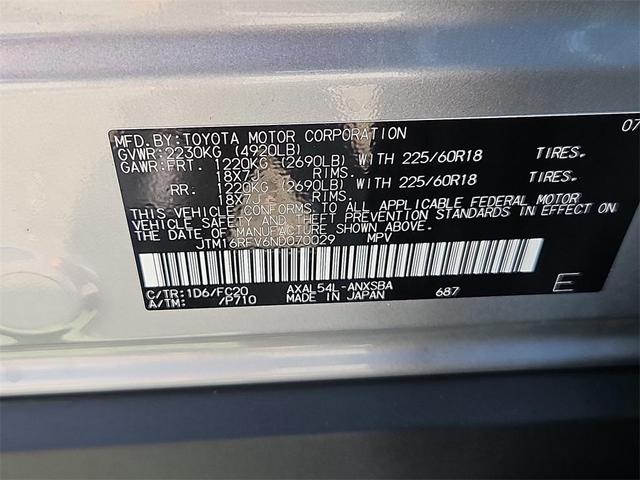 MFD.BY:TOYOTA MOTOR CORPORATION 07
GVWR:2230KG (4920LB)
GAWR:FRT. 1220KG (2690LB) WITH 225/60R18 TIRES.
18X7J RIMS.
RR. 1220KG (2690LB) WITH 225/60R18 TIRES.
18X7J RIMS.
THIS VEHICLE CONFORMS TO ALL APPLICABLE FEDERAL MOTOR
VEHICLE SAFETY AND THEFT PREVENTION STANDARDS IN EFFECT ON
THE DATE OF MANUFACTURE SHOWN ABOVE.
JTM16RFV6ND070029 MPV
C/TR:1D6/FC20 AXAL54L-ANXSBA 687 E
A/TM: /P710 MADE IN JAPAN